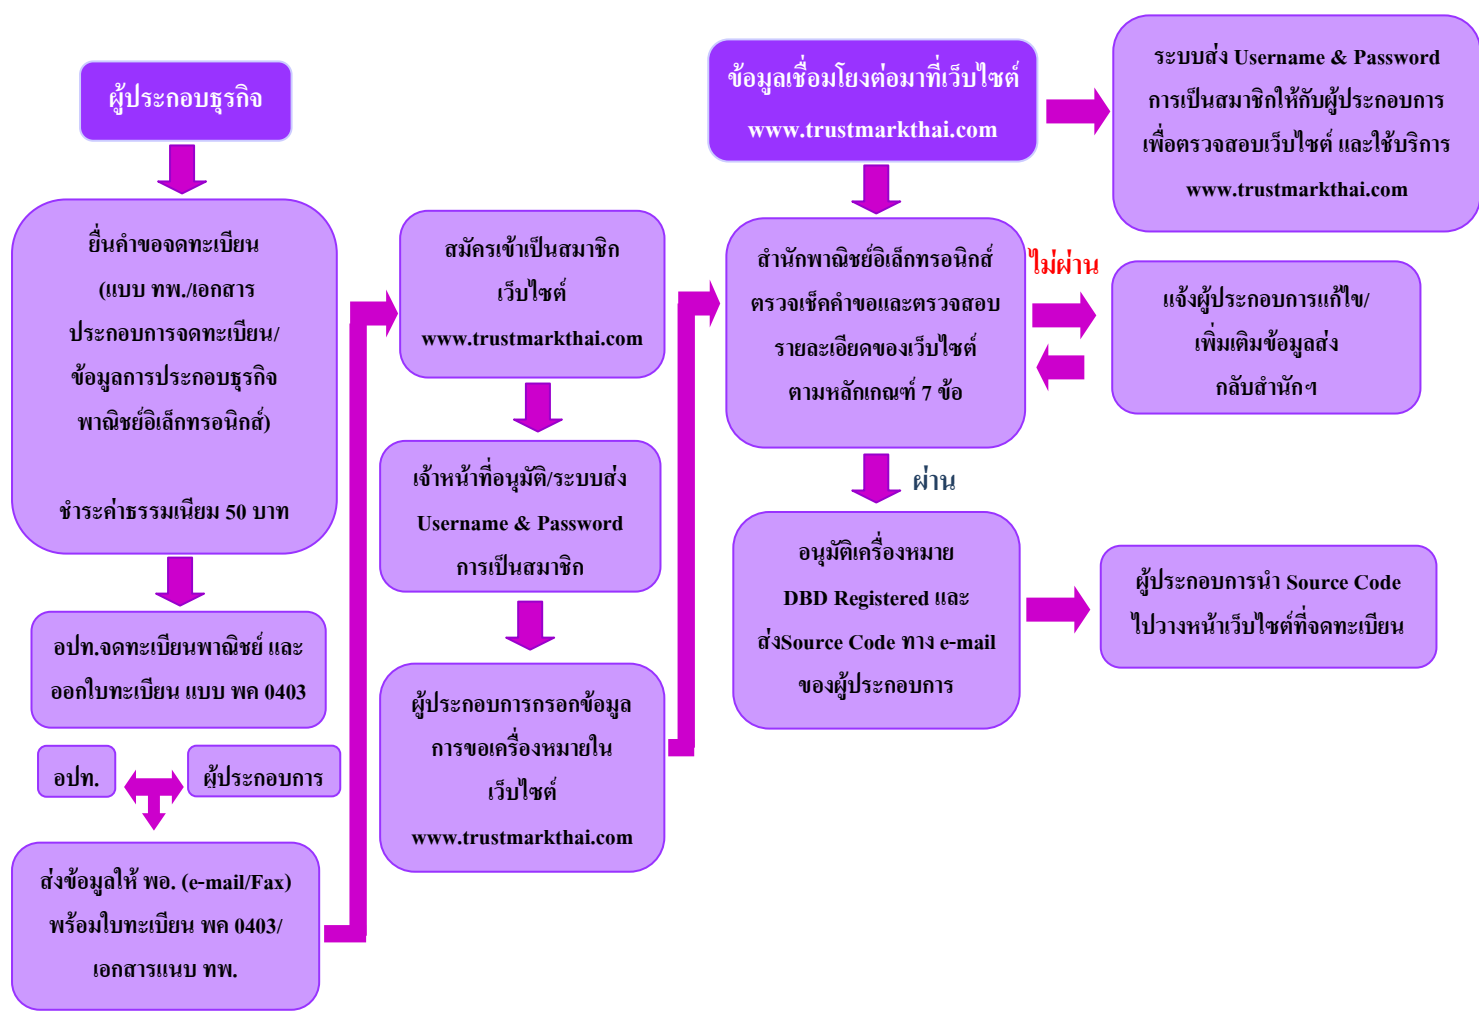 ผู้ประกอบธุรกิจ
ยื่นคำขอจดทะเบียน
(แบบ ทพ./เอกสาร
ประกอบการจดทะเบียน/
ข้อมูลการประกอบธุรกิจ
พาณิชย์อิเล็กทรอนิกส์)
ชำระค่าธรรมเนียม 50 บาท
อปท.จดทะเบียนพาณิชย์ และ
ออกใบทะเบียน แบบ พค 0403
อปท.
ผู้ประกอบการ
ส่งข้อมูลให้ พอ. (e-mail/Fax)
พร้อมใบทะเบียน พค 0403/
เอกสารแนบ ทพ.
สมัครเข้าเป็นสมาชิก
เว็บไซต์
www.trustmarkthai.com
เจ้าหน้าที่อนุมัติ/ระบบส่ง
Username & Password
การเป็นสมาชิก
ผู้ประกอบการกรอกข้อมูล
การขอเครื่องหมายใน
เว็บไซต์
www.trustmarkthai.com
ข้อมูลเชื่อมโยงต่อมาที่เว็บไซต์
www.trustmarkthai.com
ระบบส่ง Username & Password
การเป็นสมาชิกให้กับผู้ประกอบการ
เพื่อตรวจสอบเว็บไซต์ และใช้บริการ
www.trustmarkthai.com
สำนักพาณิชย์อิเล็กทรอนิกส์
ตรวจเช็คคำขอและตรวจสอบ
รายละเอียดของเว็บไซต์
ตามหลักเกณฑ์ 7 ข้อ
ไม่ผ่าน
แจ้งผู้ประกอบการแก้ไข/
เพิ่มเติมข้อมูลส่ง
กลับสำนักฯ
ผ่าน
อนุมัติเครื่องหมาย
DBD Registered และ
ส่งSource Code ทาง e-mail
ของผู้ประกอบการ
ผู้ประกอบการนำ Source Code
ไปวางหน้าเว็บไซต์ที่จดทะเบียน